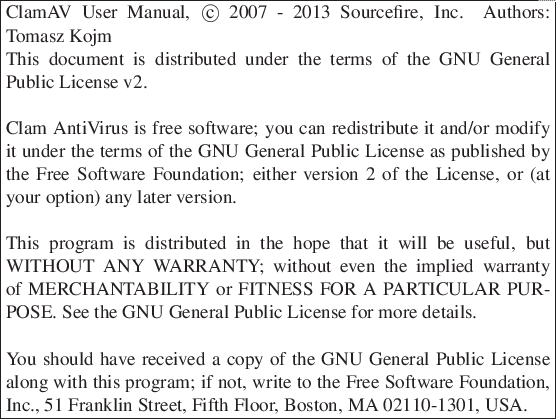 ClamAV User Manual, © 2007 - 2013 Sourcefire, Inc. Authors:
Tomasz Kojm
This document is distributed under the terms of the GNU General
Public License v2.
Clam AntiVirus is free software; you can redistribute it and/or modify
it under the terms of the GNU General Public License as published by
the Free Software Foundation; either version 2 of the License, or (at
your option) any later version.
This program is distributed in the hope that it will be useful, but
WITHOUT ANY WARRANTY; without even the implied warranty
of MERCHANTABILITY or FITNESS FOR A PARTICULAR PUR-
POSE. See the GNU General Public License for more details.
You should have received a copy of the GNU General Public License
along with this program; if not, write to the Free Software Foundation,
Inc., 51 Franklin Street, Fifth Floor, Boston, MA 02110-1301, USA.